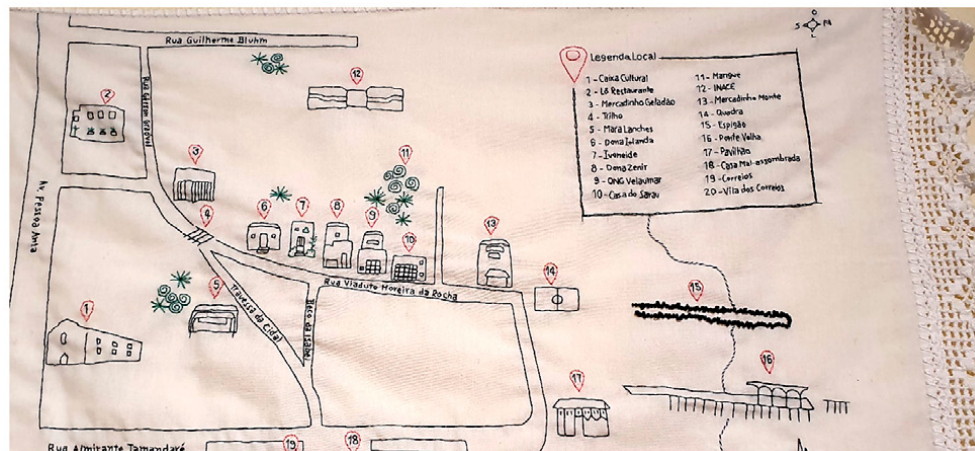 Rua Guilherme Bluhm
O
S N
L
Legenda Local
1 - Caixa Cultural
2 - Lô Restaurante
3 - Mercadinho Geladão
4 - Trilho
5 - Mara Lanches
6 - Dona Iolanda
7 - Ivoneide
8 - Dona Zenir
9 - ONG Velaumar
10 - Casa do Sarau
11 - Mangue
12 - INACE
13 - Mercadinho Monte
14 - Quadra
15 - Espigão
16 - Ponte Velha
17 - Pavilhão
18 - Casa Mal-assombrada
19 - Correios
20 - Vila dos Correios
12
2
3
11
4
6
7
8
9
10
13
14
5
1
15
16
17
19
18
Av. Pessoa Anta
Rua Viaduto Moreira da Rocha
Travessa da Cidal
Rua Almirante Tamandaré